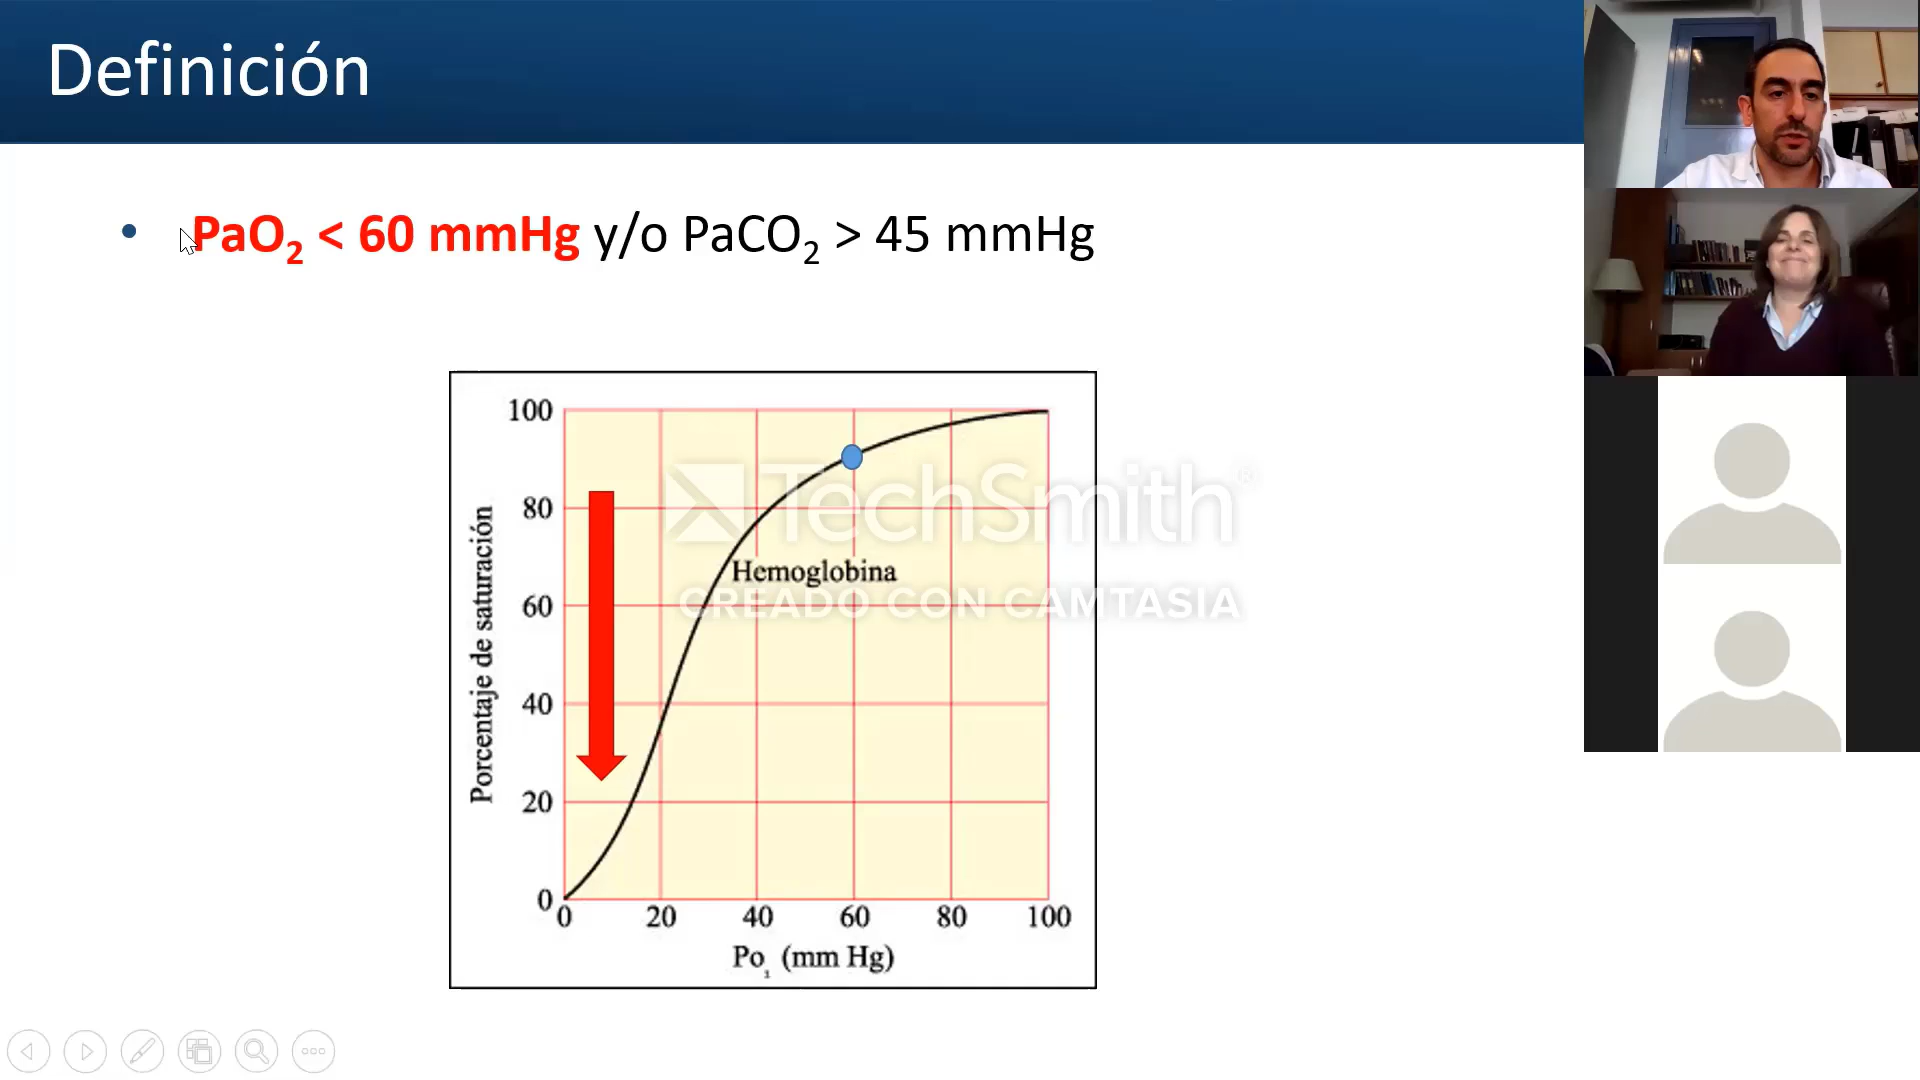 Definición
• PaO2 < 60 mmHg y/o PaCO2 > 45 mmHg
100
80
60
40
20
0
Porcentaje de saturación
Hemoglobina
0 20 40 60 80 100
Po1 (mm Hg)
TechSmith®
CREADO CON CAMTASIA